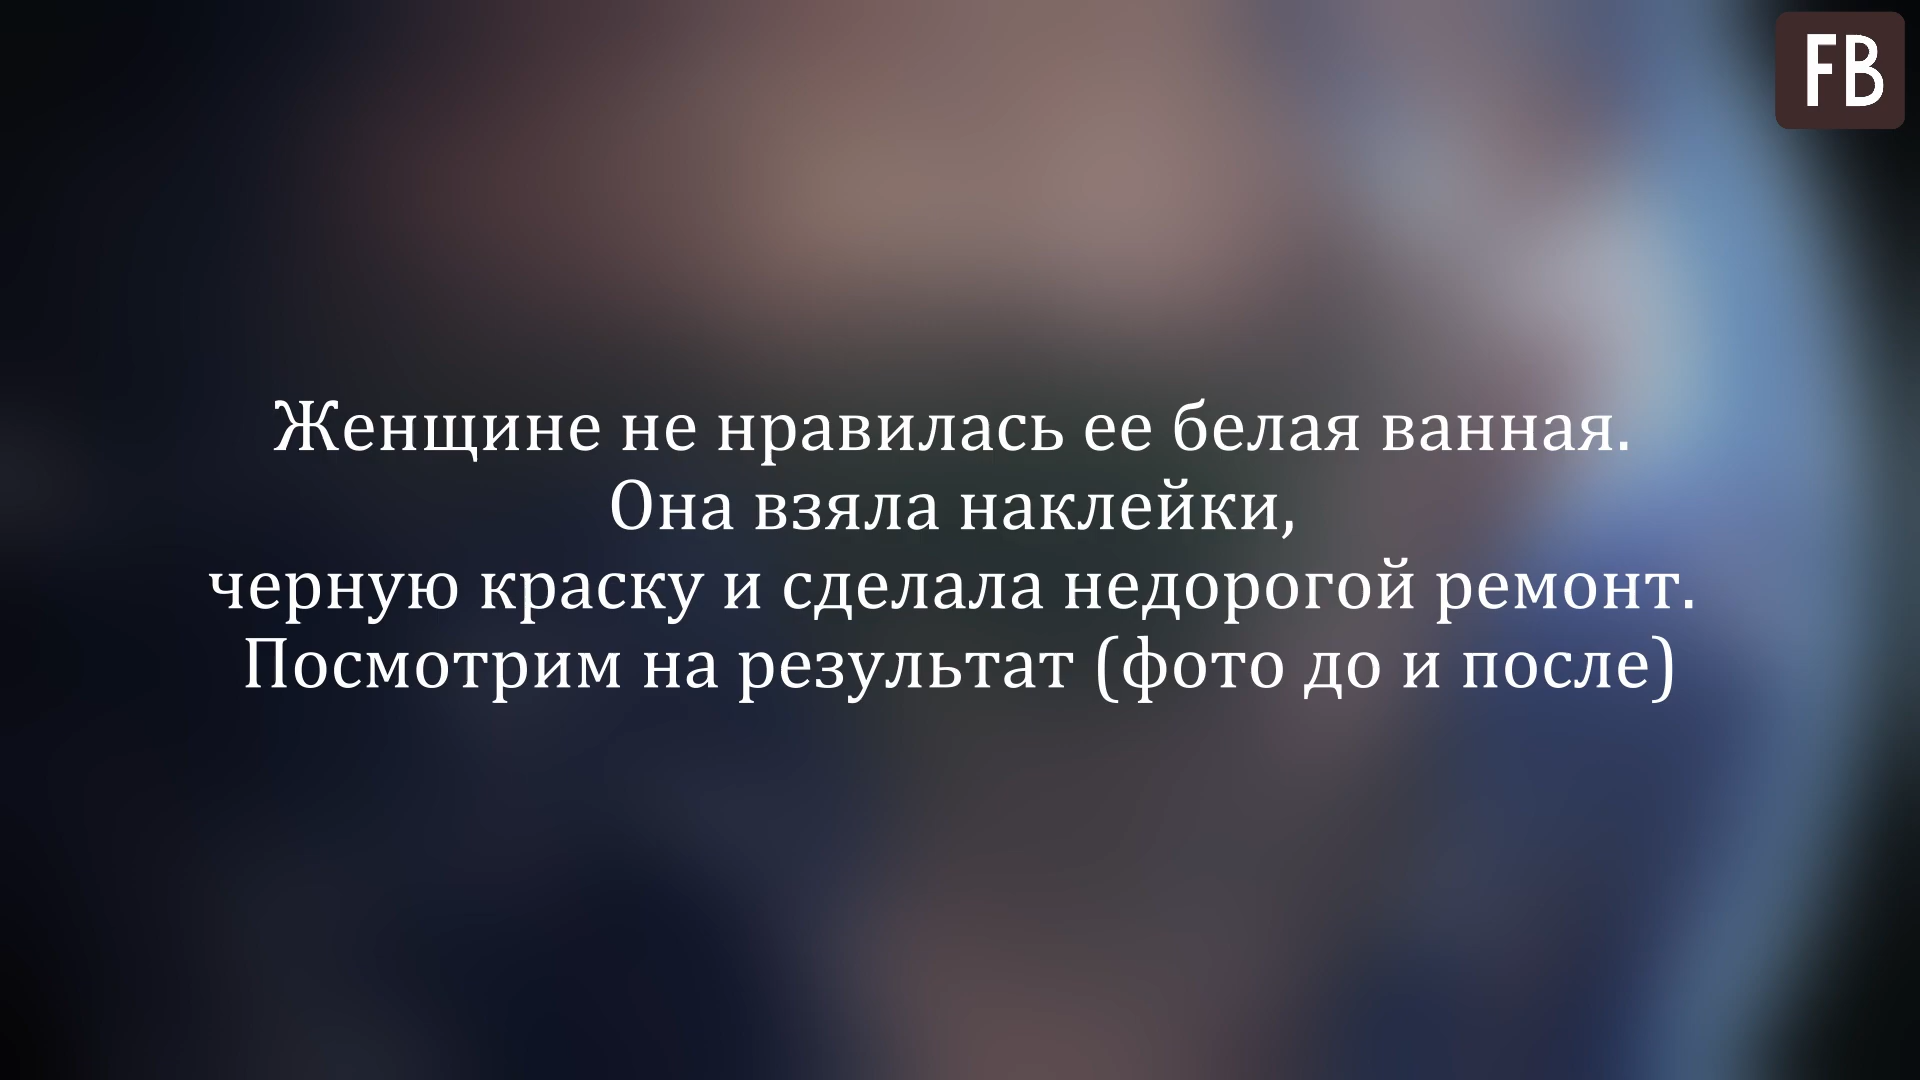 FB
Женщине не нравилась ее белая ванная.
Она взяла наклейки,
черную краску и сделала недорогой ремонт.
Посмотрим на результат (фото до и после)